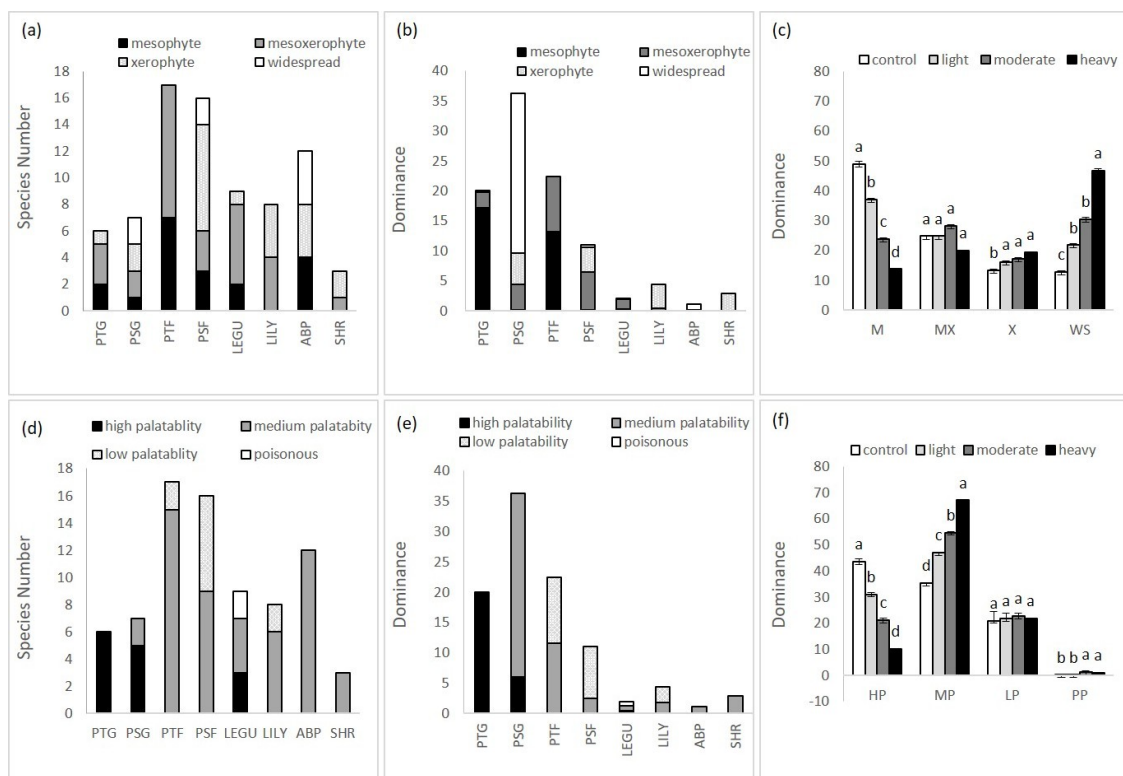 (a)
mesophyte mesoxerophyte
xerophyte widespread
Species Number
18
16
14
12
10
8
6
4
2
0
PTG PSG PTF PSF LEGU LILY ABP SHR
(b)
mesophyte mesoxerophyte
xerophyte widespread
Dominance
40
35
30
25
20
15
10
5
0
PTG PSG PTF PSF LEGU LILY ABP SHR
(c)
control light moderate heavy
Dominance
80
70
60
50
40
30
20
10
0
a b c d a a a a b a a a c b b a
M MX X WS
(d)
high palatablity medium palatabity
low palatablity poisonous
Species Number
18
16
14
12
10
8
6
4
2
0
PTG PSG PTF PSF LEGU LILY ABP SHR
(e)
high palatability medium palatability
low palatability poisonous
Dominance
40
35
30
25
20
15
10
5
0
PTG PSG PTF PSF LEGU LILY ABP SHR
(f)
control light moderate heavy
Dominance
80
70
60
50
40
30
20
10
0
-10
a b c d d c b a a a a a b b a a
HP MP LP PP